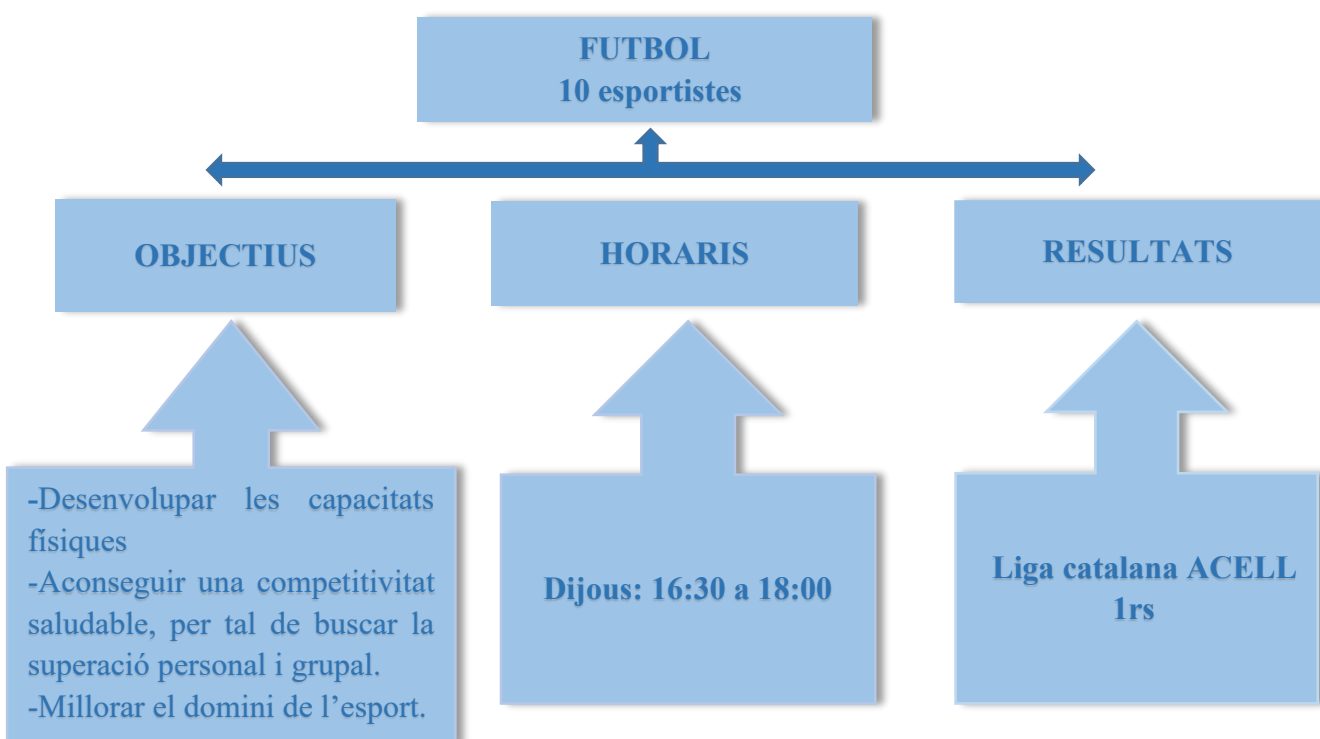 FUTBOL
10 esportistes
OBJECTIUS
HORARIS
RESULTATS
-Desenvolupar les capacitats
físiques
-Aconseguir una competitivitat
saludable, per tal de buscar la
superació personal i grupal.
-Millorar el domini de l’esport.
Dijous: 16:30 a 18:00
Liga catalana ACELL
1rs